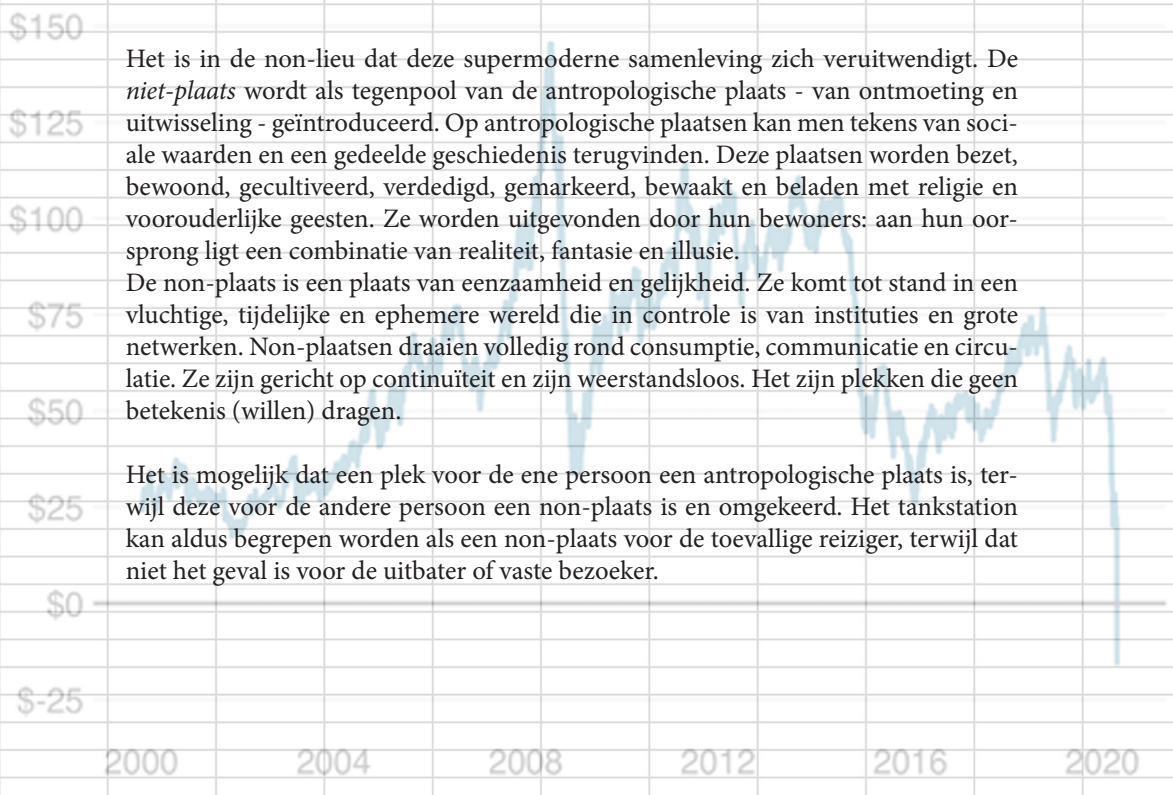 $150
Het is in de non-lieu dat deze supermoderne samenleving zich veruitwendigt. De
niet-plaats wordt als tegenpool van de antropologische plaats - van ontmoeting en
$125
uitwisseling - geïntroduceerd. Op antropologische plaatsen kan men tekens van soci-
ale waarden en een gedeelde geschiedenis terugvinden. Deze plaatsen worden bezet,
bewoond, gecultiveerd, verdedigd, gemarkeerd, bewaakt en beladen met religie en
$100
voorouderlijke geesten. Ze worden uitgevonden door hun bewoners: aan hun oor-
sprong ligt een combinatie van realiteit, fantasie en illusie.
De non-plaats is een plaats van eenzaamheid en gelijkheid. Ze komt tot stand in een
$75
vluchtige, tijdelijke en ephemere wereld die in controle is van instituties en grote
netwerken. Non-plaatsen draaien volledig rond consumptie, communicatie en circu-
latie. Ze zijn gericht op continuïteit en zijn weerstandsloos. Het zijn plekken die geen
$50
betekenis (willen) dragen.
Het is mogelijk dat een plek voor de ene persoon een antropologische plaats is, ter-
$25
wijl deze voor de andere persoon een non-plaats is en omgekeerd. Het tankstation
kan aldus begrepen worden als een non-plaats voor de toevallige reiziger, terwijl dat
niet het geval is voor de uitbater of vaste bezoeker.
$0
$-25
2000 2004 2008 2012 2016 2020